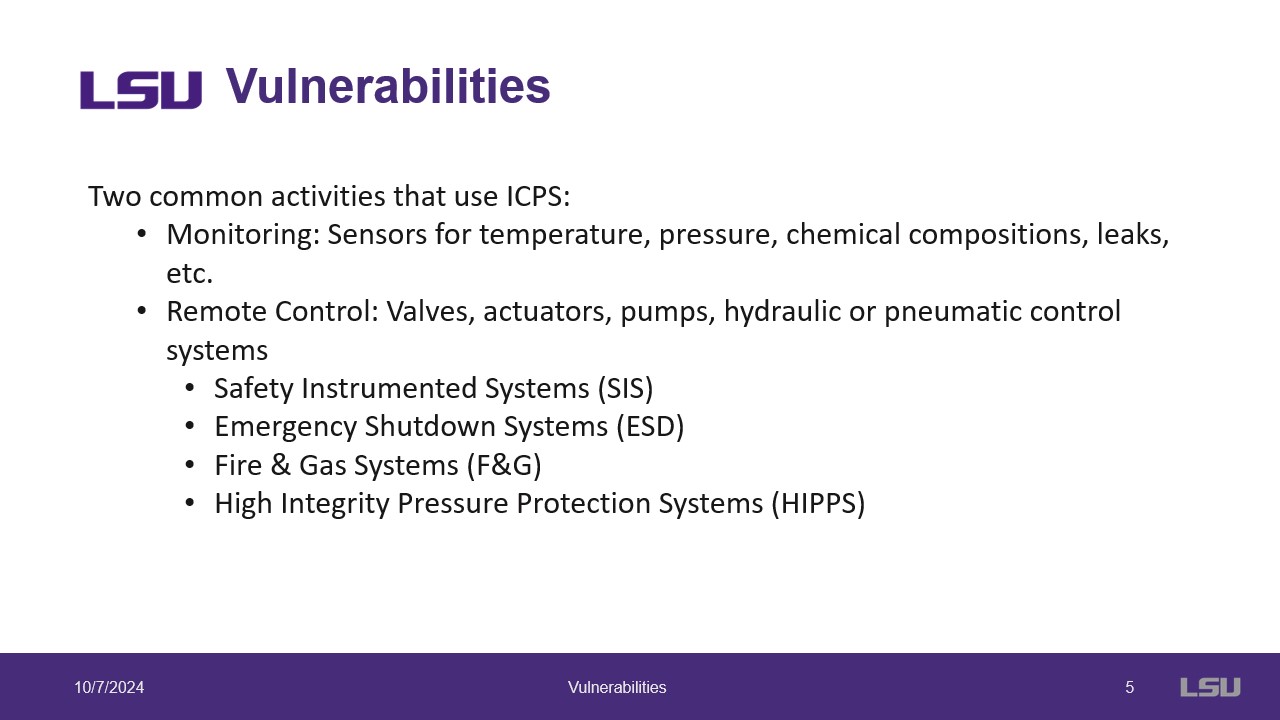 LSU Vulnerabilities
Two common activities that use ICPS:
• Monitoring: Sensors for temperature, pressure, chemical compositions, leaks,
etc.
• Remote Control: Valves, actuators, pumps, hydraulic or pneumatic control
systems
• Safety Instrumented Systems (SIS)
• Emergency Shutdown Systems (ESD)
• Fire & Gas Systems (F&G)
• High Integrity Pressure Protection Systems (HIPPS)
10/7/2024 Vulnerabilities 5 LSU